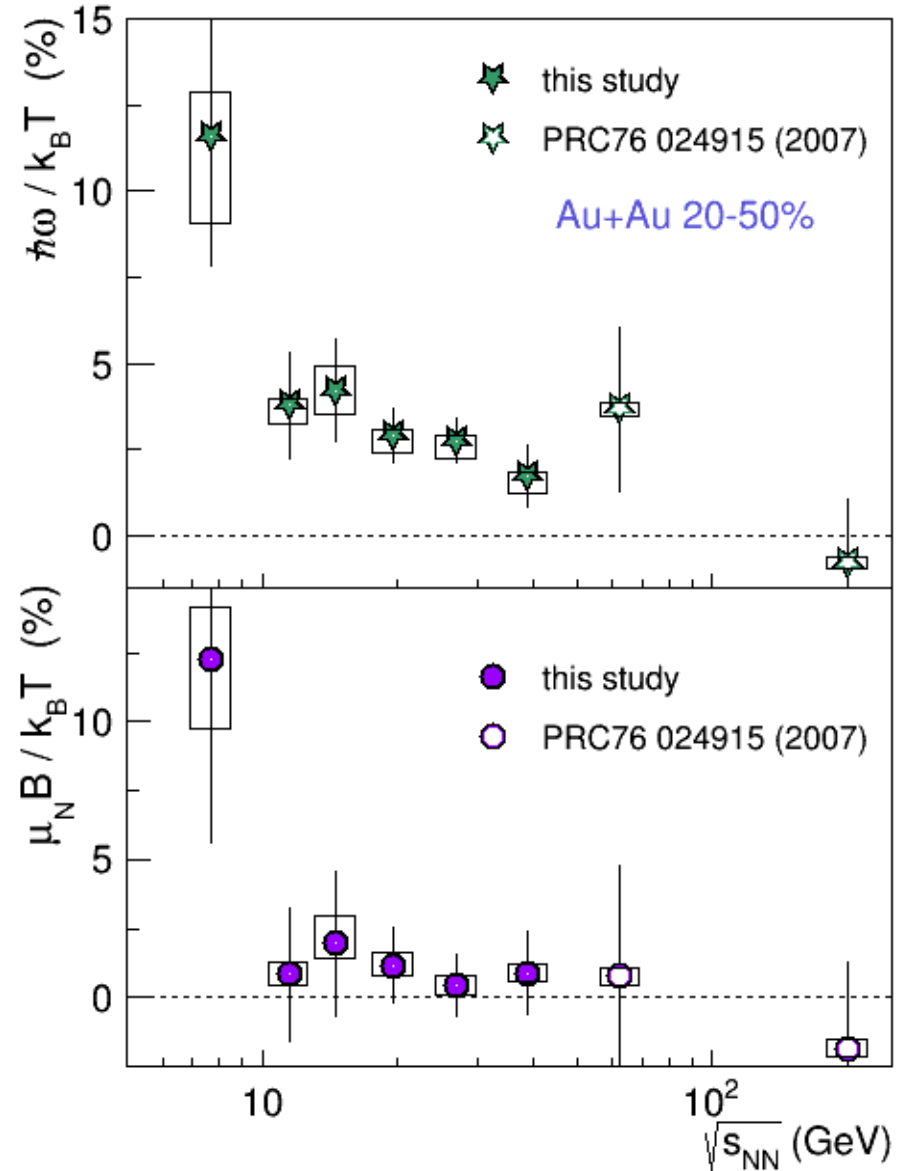 ħω / k_BT (%)
15
10
5
0
this study
PRC76 024915 (2007)
Au+Au 20-50%
μ_NB / k_BT (%)
10
5
0
this study
PRC76 024915 (2007)
10
10²
√s_NN (GeV)